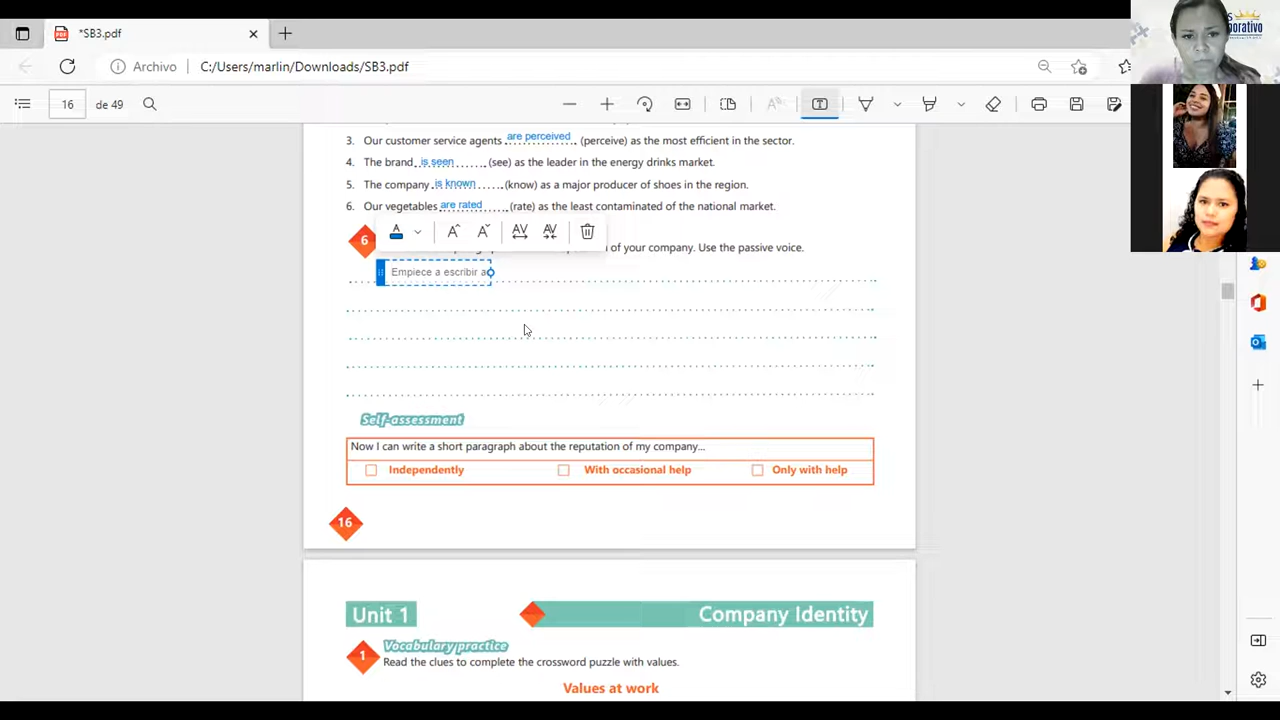 *SB3.pdf
Archivo
C:/Users/marlin/Downloads/SB3.pdf
16 de 49
3. Our customer service agents are perceived (perceive) as the most efficient in the sector.
4. The brand is seen (see) as the leader in the energy drinks market.
5. The company is known (know) as a major producer of shoes in the region.
6. Our vegetables are rated (rate) as the least contaminated of the national market.
6
of your company. Use the passive voice.
Empiece a escribir a
Self-assessment
Now I can write a short paragraph about the reputation of my company...
Independently With occasional help Only with help
16
Unit 1 Company Identity
Vocabulary practice
1
Read the clues to complete the crossword puzzle with values.
Values at work